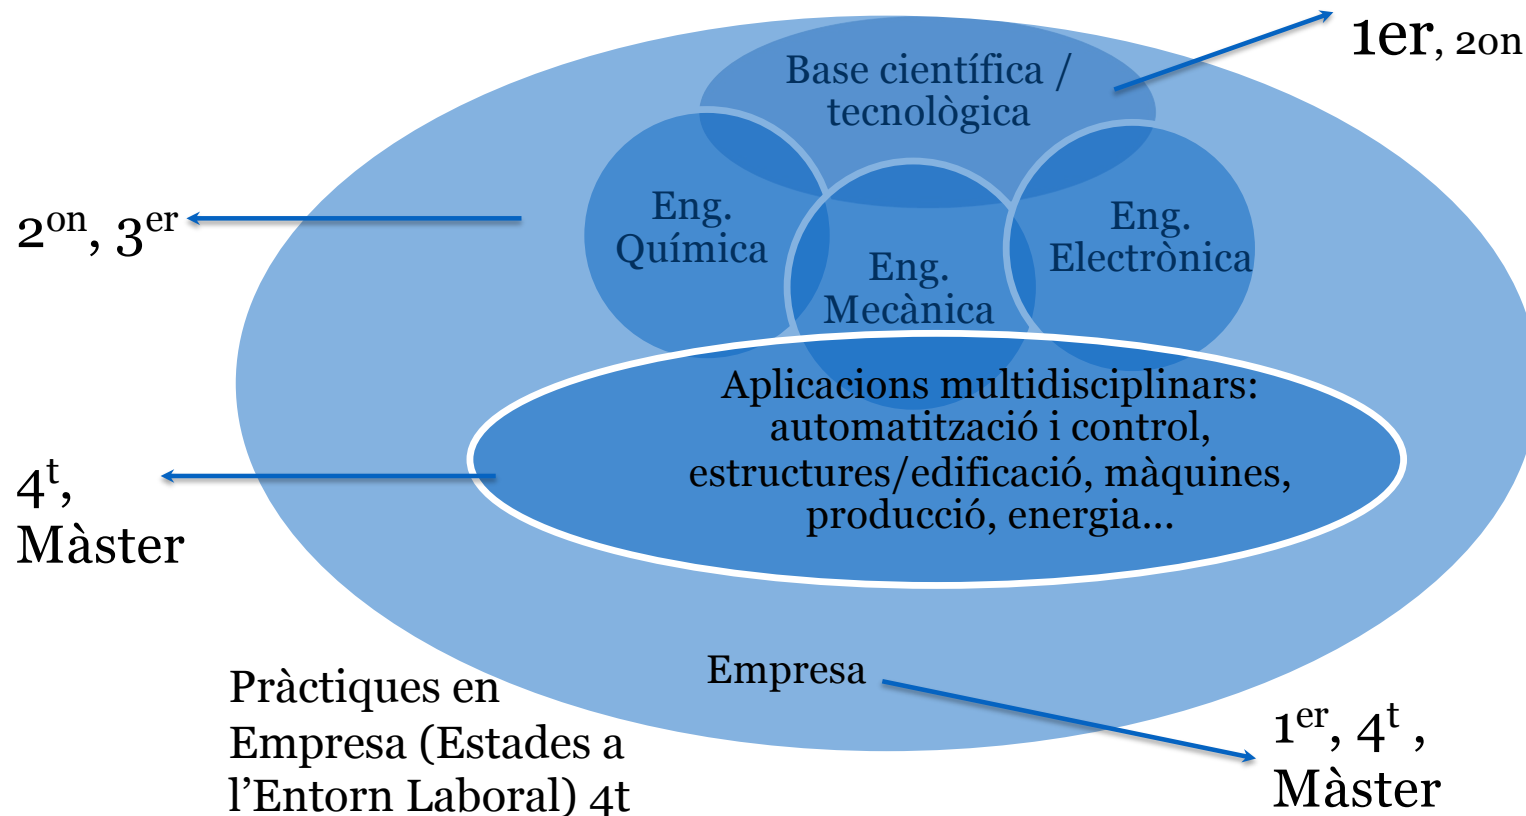 1er, 2on
Base científica /
tecnològica
2on, 3er
Eng.
Química
Eng.
Mecànica
Eng.
Electrònica
Aplicacions multidisciplinars:
automatització i control,
estructures/edificació, màquines,
producció, energia...
4t,
Màster
Empresa
Pràctiques en
Empresa (Estades a
l’Entorn Laboral) 4t
1er, 4t ,
Màster